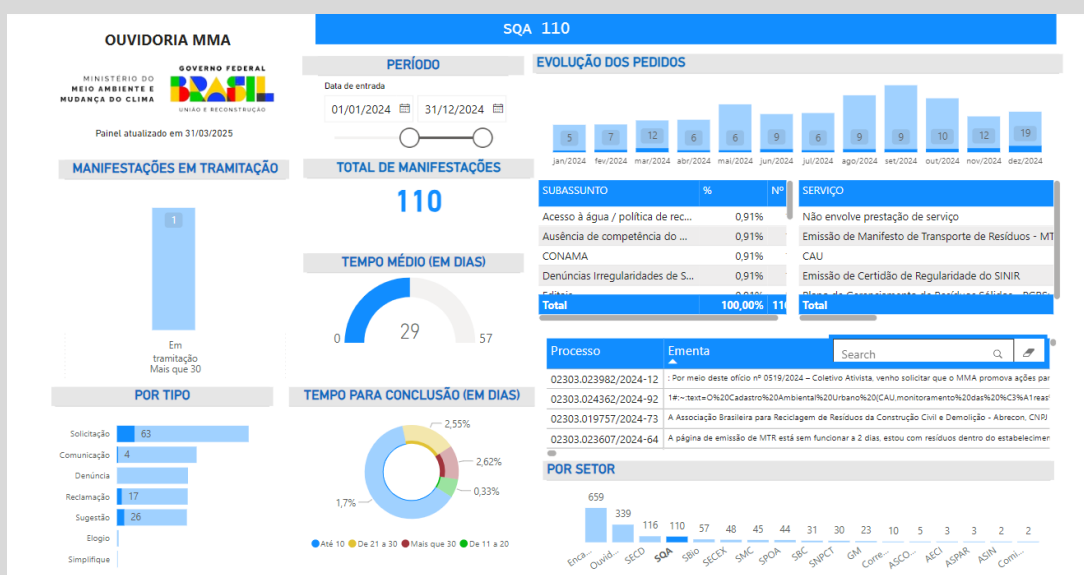 SQA 110
OUVIDORIA MMA
MINISTÉRIO DO
MEIO AMBIENTE E
MUDANÇA DO CLIMA
GOVERNO FEDERAL
BRASIL
UNIÃO E RECONSTRUÇÃO
Painel atualizado em 31/03/2025
PERÍODO
Data de entrada
01/01/2024 31/12/2024
EVOLUÇÃO DOS PEDIDOS
5 7 12 6 6 9 6 9 9 10 12 19
jan/2024 fev/2024 mar/2024 abr/2024 mai/2024 jun/2024 jul/2024 ago/2024 set/2024 out/2024 nov/2024 dez/2024
MANIFESTAÇÕES EM TRAMITAÇÃO
1
Em
tramitação
Mais que 30
TOTAL DE MANIFESTAÇÕES
110
TEMPO MÉDIO (EM DIAS)
0 29 57
SUBASSUNTO % Nº
Acesso à água / política de rec... 0,91%
Ausência de competência do ... 0,91%
CONAMA 0,91%
Denúncias Irregularidades de S... 0,91%
Total 100,00% 11
SERVIÇO
Não envolve prestação de serviço
Emissão de Manifesto de Transporte de Resíduos - MT
CAU
Emissão de Certidão de Regularidade do SINIR
Total
Processo Ementa Search
02303.023982/2024-12 : Por meio deste ofício nº 0519/2024 – Coletivo Ativista, venho solicitar que o MMA promova ações par
02303.024362/2024-92 1#:~:text=O%20Cadastro%20Ambiental%20Urbano%20(CAU,monitoramento%20das%20%C3%A1reas
02303.019757/2024-73 A Associação Brasileira para Reciclagem de Resíduos da Construção Civil e Demolição - Abrecon, CNPJ
02303.023607/2024-64 A página de emissão de MTR está sem funcionar a 2 dias, estou com resíduos dentro do estabelecimer
POR TIPO
Solicitação 63
Comunicação 4
Denúncia
Reclamação 17
Sugestão 26
Elogio
Simplifique
TEMPO PARA CONCLUSÃO (EM DIAS)
2,55%
2,62%
0,33%
1,7%
Até 10 De 21 a 30 Mais que 30 De 11 a 20
POR SETOR
659 339 116 110 57 48 45 44 31 30 23 10 5 3 3 2 2
Enca... Ouvid... SECD SQA SBio SECEX SMC SPOA SBC SNPCT GM Corre... ASCO... AECI ASPAR ASIN Comi...